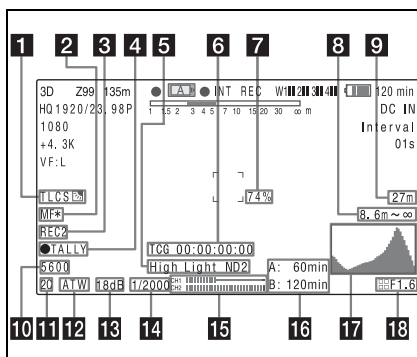 1 2 3 4 5 6 7 8 9
3D Z99 135m ● A ● INT REC W1 2 3 4 120 min
HQ1920/23.98P 1 1.5 2 3 4 5 7 10 15 20 30 ∞ m DC IN
1080 Interval
+4.3K 01s
VF:L
TLCS 74% 27m
MF* 8.6m~∞
REC2
●TALLY TCG 00:00:00:00
5600 High Light ND2 A: 60min
20 ATW 18dB 1/2000 CH1 CH2 B: 120min F1.6
10 11 12 13 14 15 16 17 18